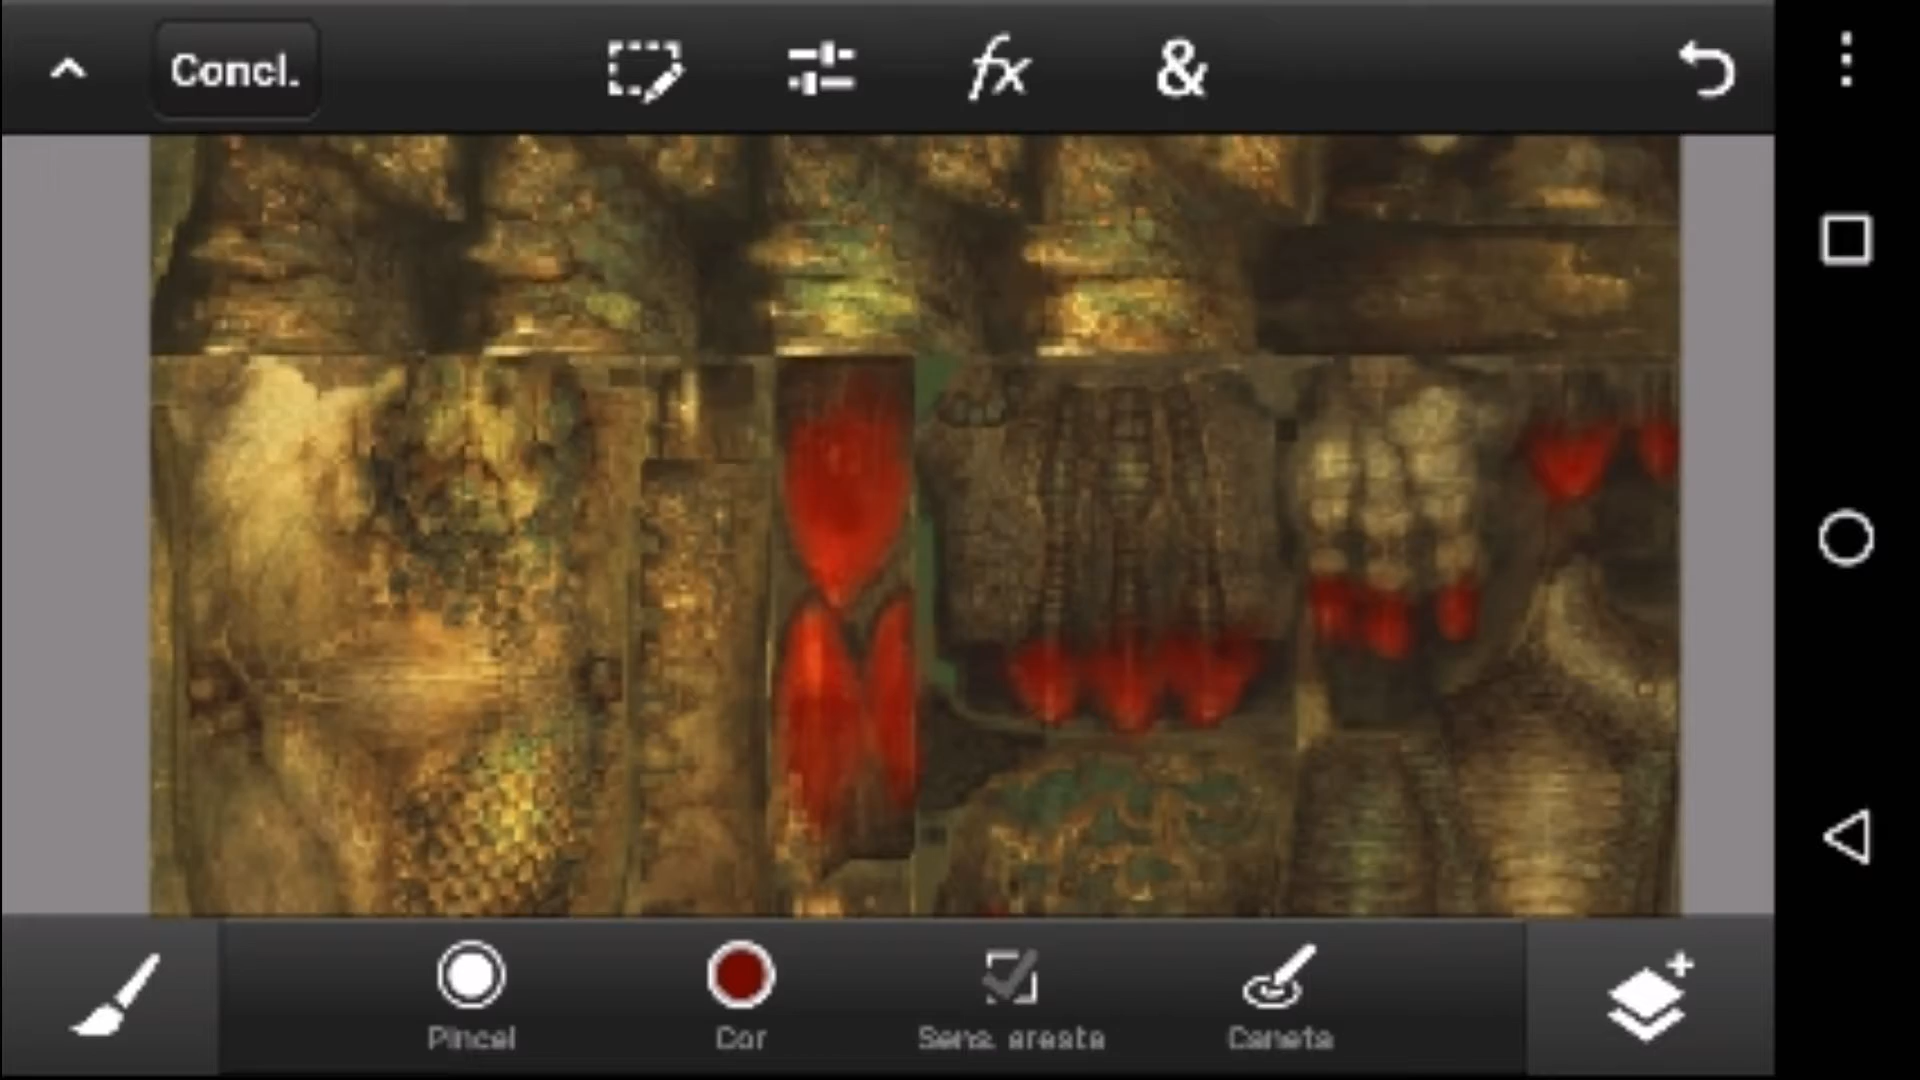 Concl.
fx
&
Pincel
Cor
Sens. aresta
Caneta